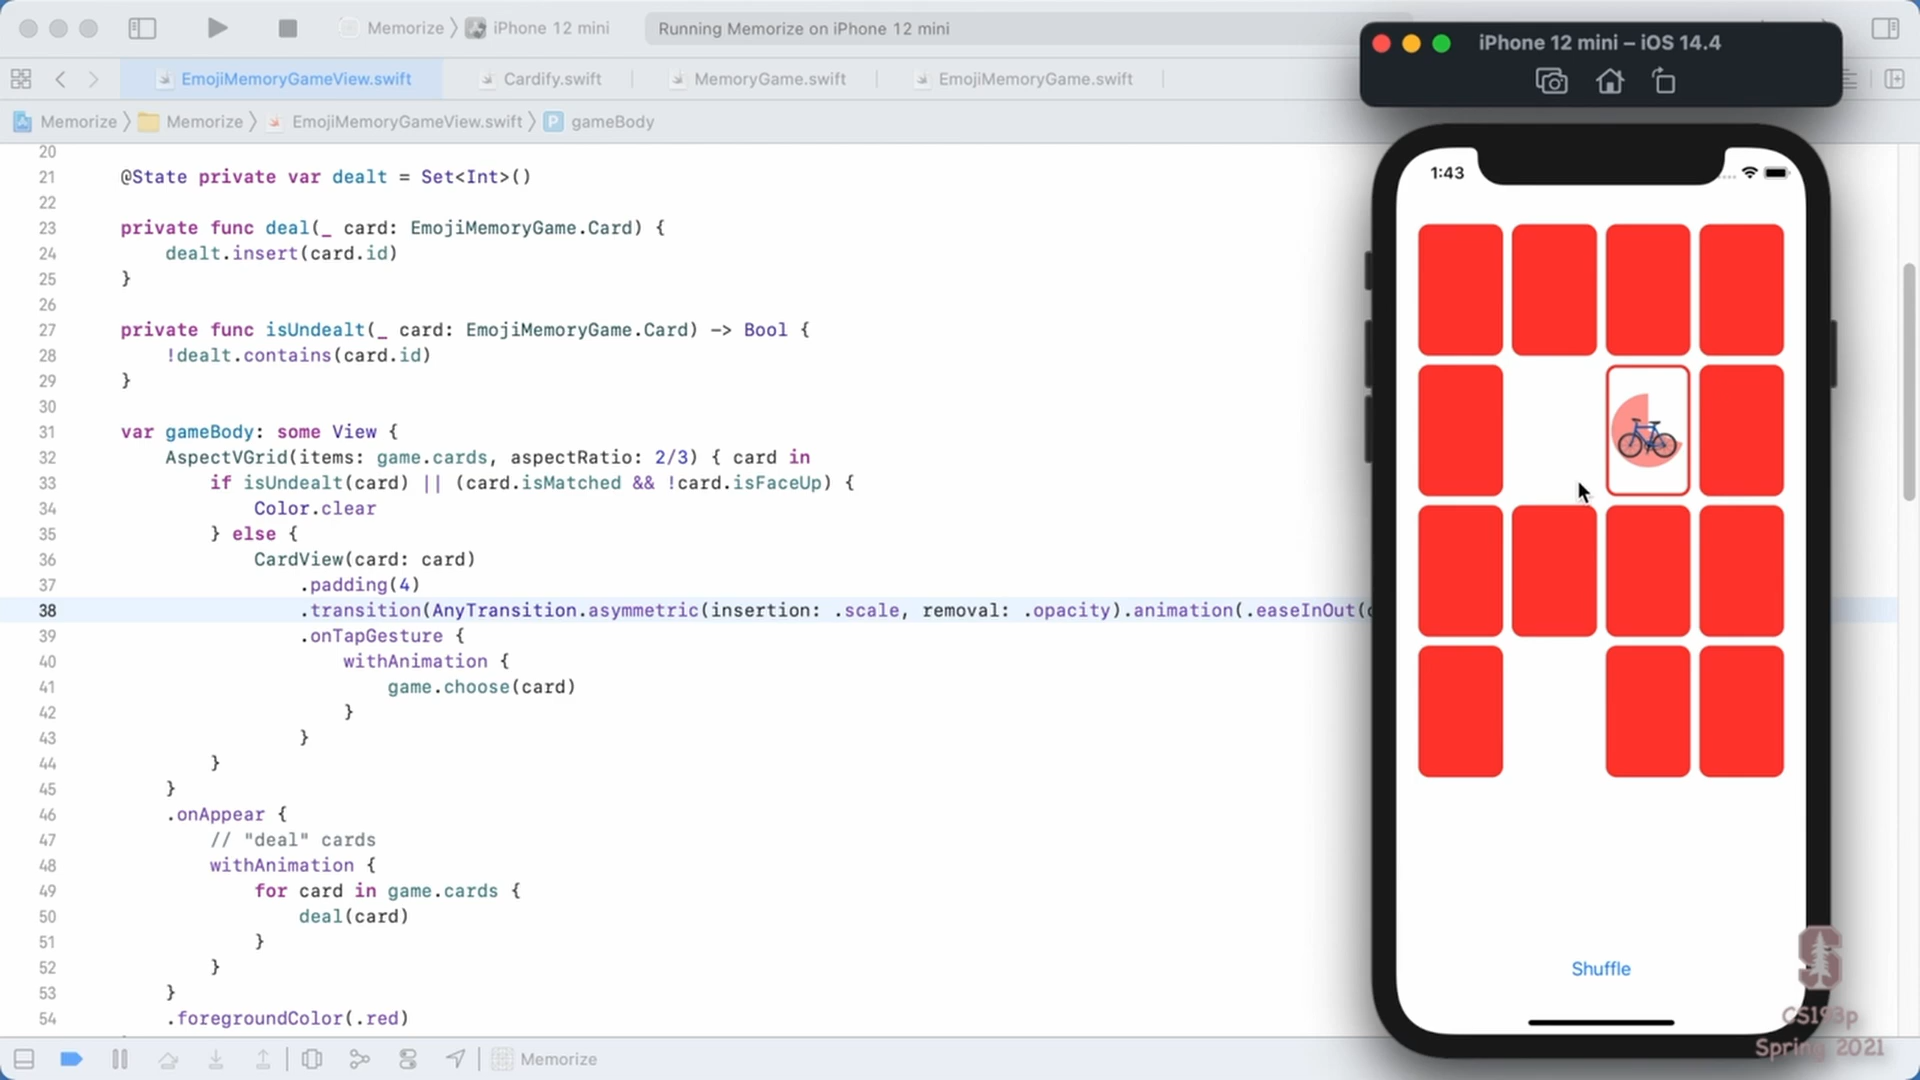 Memorize 〉 iPhone 12 mini
Running Memorize on iPhone 12 mini
iPhone 12 mini – iOS 14.4
EmojiMemoryGameView.swift
Cardify.swift
MemoryGame.swift
EmojiMemoryGame.swift
Memorize 〉 Memorize 〉 EmojiMemoryGameView.swift 〉 P gameBody
20
21 @State private var dealt = Set<Int>()
22
23 private func deal(_ card: EmojiMemoryGame.Card) {
24 dealt.insert(card.id)
25 }
26
27 private func isUndealt(_ card: EmojiMemoryGame.Card) -> Bool {
28 !dealt.contains(card.id)
29 }
30
31 var gameBody: some View {
32 AspectVGrid(items: game.cards, aspectRatio: 2/3) { card in
33 if isUndealt(card) || (card.isMatched && !card.isFaceUp) {
34 Color.clear
35 } else {
36 CardView(card: card)
37 .padding(4)
38 .transition(AnyTransition.asymmetric(insertion: .scale, removal: .opacity).animation(.easeInOut(
39 .onTapGesture {
40 withAnimation {
41 game.choose(card)
42 }
43 }
44 }
45 }
46 .onAppear {
47 // "deal" cards
48 withAnimation {
49 for card in game.cards {
50 deal(card)
51 }
52 }
53 }
54 .foregroundColor(.red)
Memorize
1:43
Shuffle
S
CS193p
Spring 2021